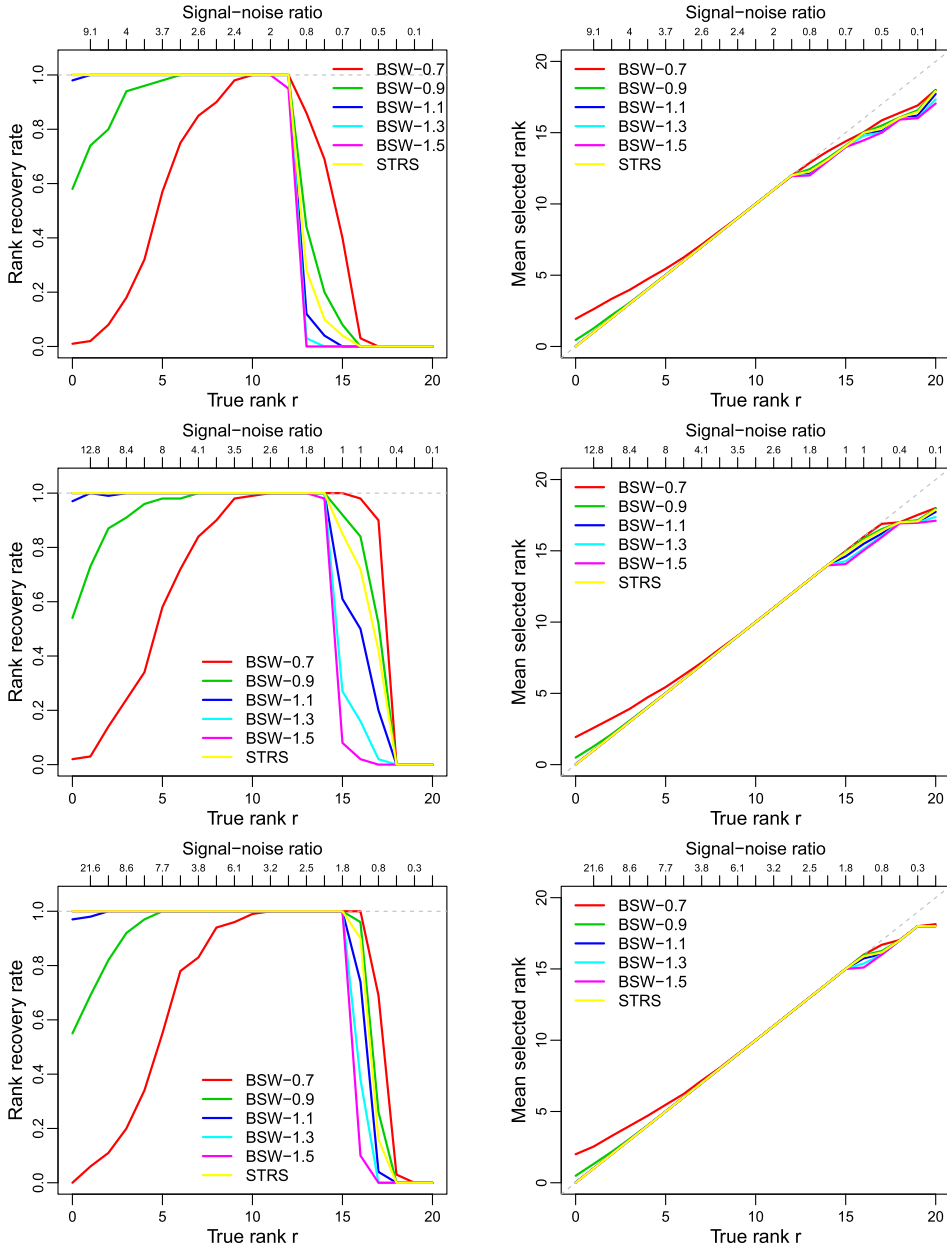 Signal−noise ratio
9.1 4 3.7 2.6 2.4 2 0.8 0.7 0.5 0.1
Rank recovery rate
0.0 0.2 0.4 0.6 0.8 1.0
BSW−0.7
BSW−0.9
BSW−1.1
BSW−1.3
BSW−1.5
STRS
0 5 10 15 20
True rank r
Signal−noise ratio
9.1 4 3.7 2.6 2.4 2 0.8 0.7 0.5 0.1
Mean selected rank
0 5 10 15 20
BSW−0.7
BSW−0.9
BSW−1.1
BSW−1.3
BSW−1.5
STRS
0 5 10 15 20
True rank r
Signal−noise ratio
12.8 8.4 8 4.1 3.5 2.6 1.8 1 1 0.4 0.1
Rank recovery rate
0.0 0.2 0.4 0.6 0.8 1.0
BSW−0.7
BSW−0.9
BSW−1.1
BSW−1.3
BSW−1.5
STRS
0 5 10 15 20
True rank r
Signal−noise ratio
12.8 8.4 8 4.1 3.5 2.6 1.8 1 1 0.4 0.1
Mean selected rank
0 5 10 15 20
BSW−0.7
BSW−0.9
BSW−1.1
BSW−1.3
BSW−1.5
STRS
0 5 10 15 20
True rank r
Signal−noise ratio
21.6 8.6 7.7 3.8 6.1 3.2 2.5 1.8 0.8 0.3
Rank recovery rate
0.0 0.2 0.4 0.6 0.8 1.0
BSW−0.7
BSW−0.9
BSW−1.1
BSW−1.3
BSW−1.5
STRS
0 5 10 15 20
True rank r
Signal−noise ratio
21.6 8.6 7.7 3.8 6.1 3.2 2.5 1.8 0.8 0.3
Mean selected rank
0 5 10 15 20
BSW−0.7
BSW−0.9
BSW−1.1
BSW−1.3
BSW−1.5
STRS
0 5 10 15 20
True rank r